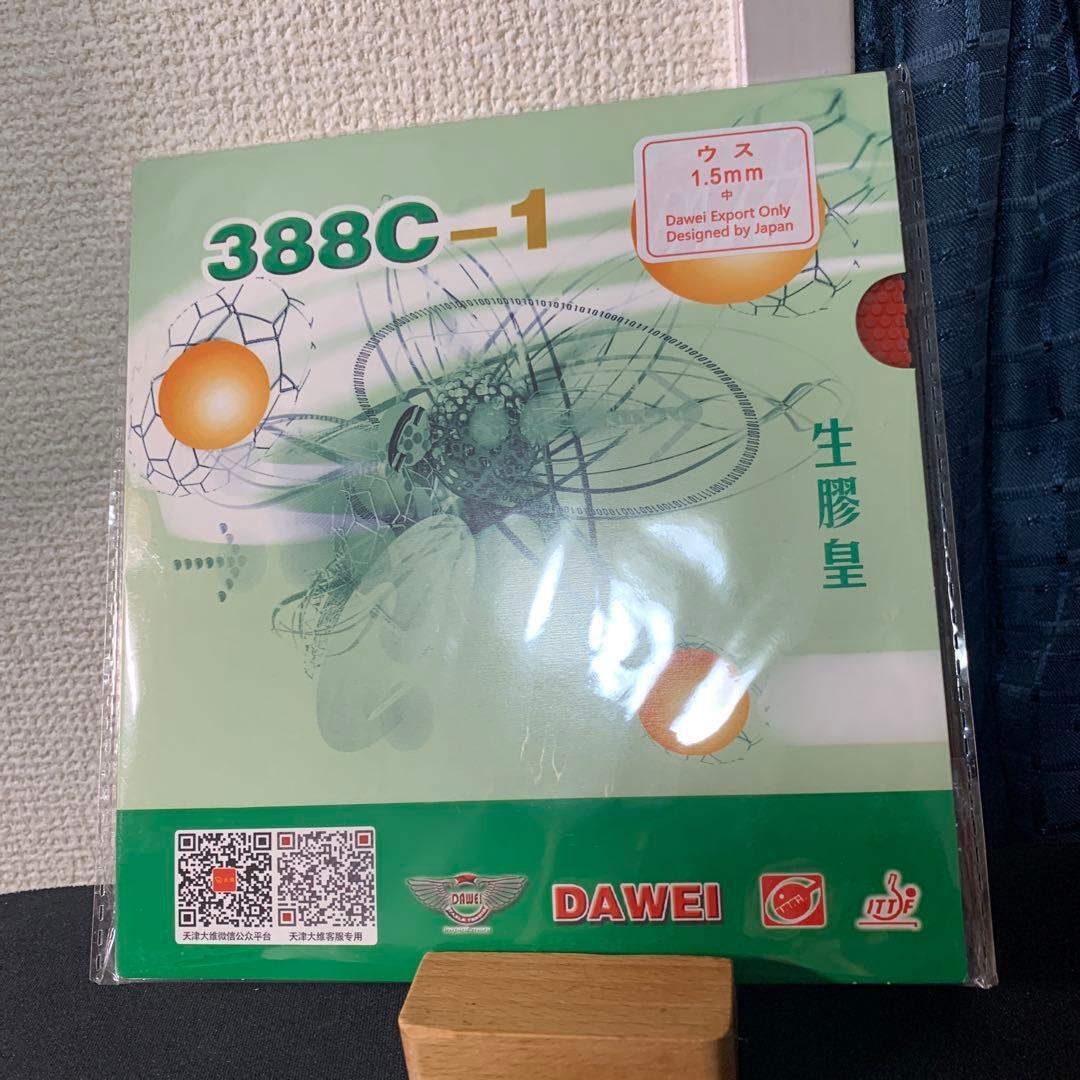 ウス
1.5mm
中
Dawei Export Only
Designed by Japan
388C-1
生膠皇
天津大维微信公众平台
天津大维客服专用
DAWEI
DAWEI
ITTF